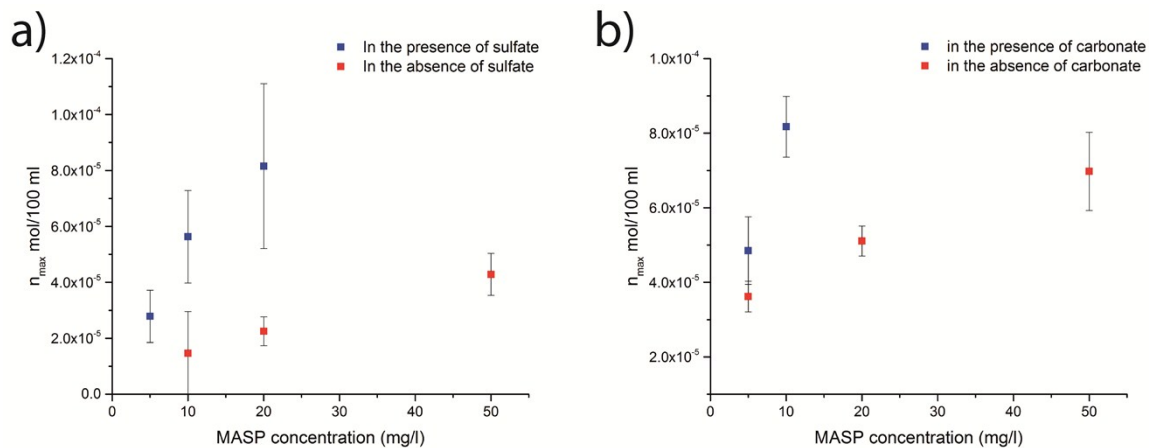 a)
In the presence of sulfate
In the absence of sulfate
1.2x10⁻⁴
1.0x10⁻⁴
8.0x10⁻⁵
6.0x10⁻⁵
4.0x10⁻⁵
2.0x10⁻⁵
0.0
nₘₐₓ mol/100 ml
0 10 20 30 40 50
MASP concentration (mg/l)
b)
in the presence of carbonate
in the absence of carbonate
1.0x10⁻⁴
8.0x10⁻⁵
6.0x10⁻⁵
4.0x10⁻⁵
2.0x10⁻⁵
nₘₐₓ mol/100 ml
0 10 20 30 40 50
MASP concentration (mg/l)